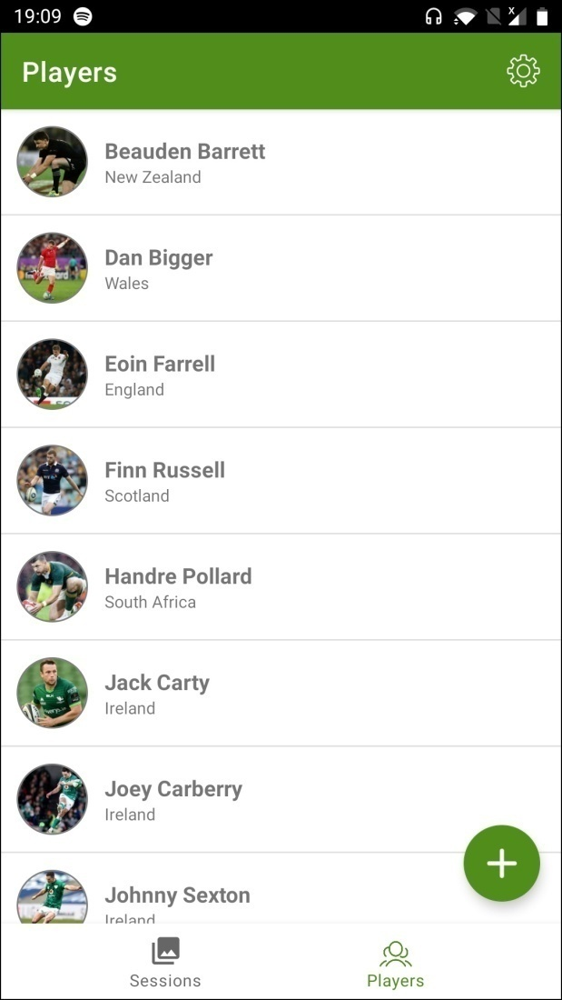 19:09
Players
Beauden Barrett
New Zealand
Dan Bigger
Wales
Eoin Farrell
England
Finn Russell
Scotland
Handre Pollard
South Africa
Jack Carty
Ireland
Joey Carberry
Ireland
Johnny Sexton
Ireland
Sessions
Players